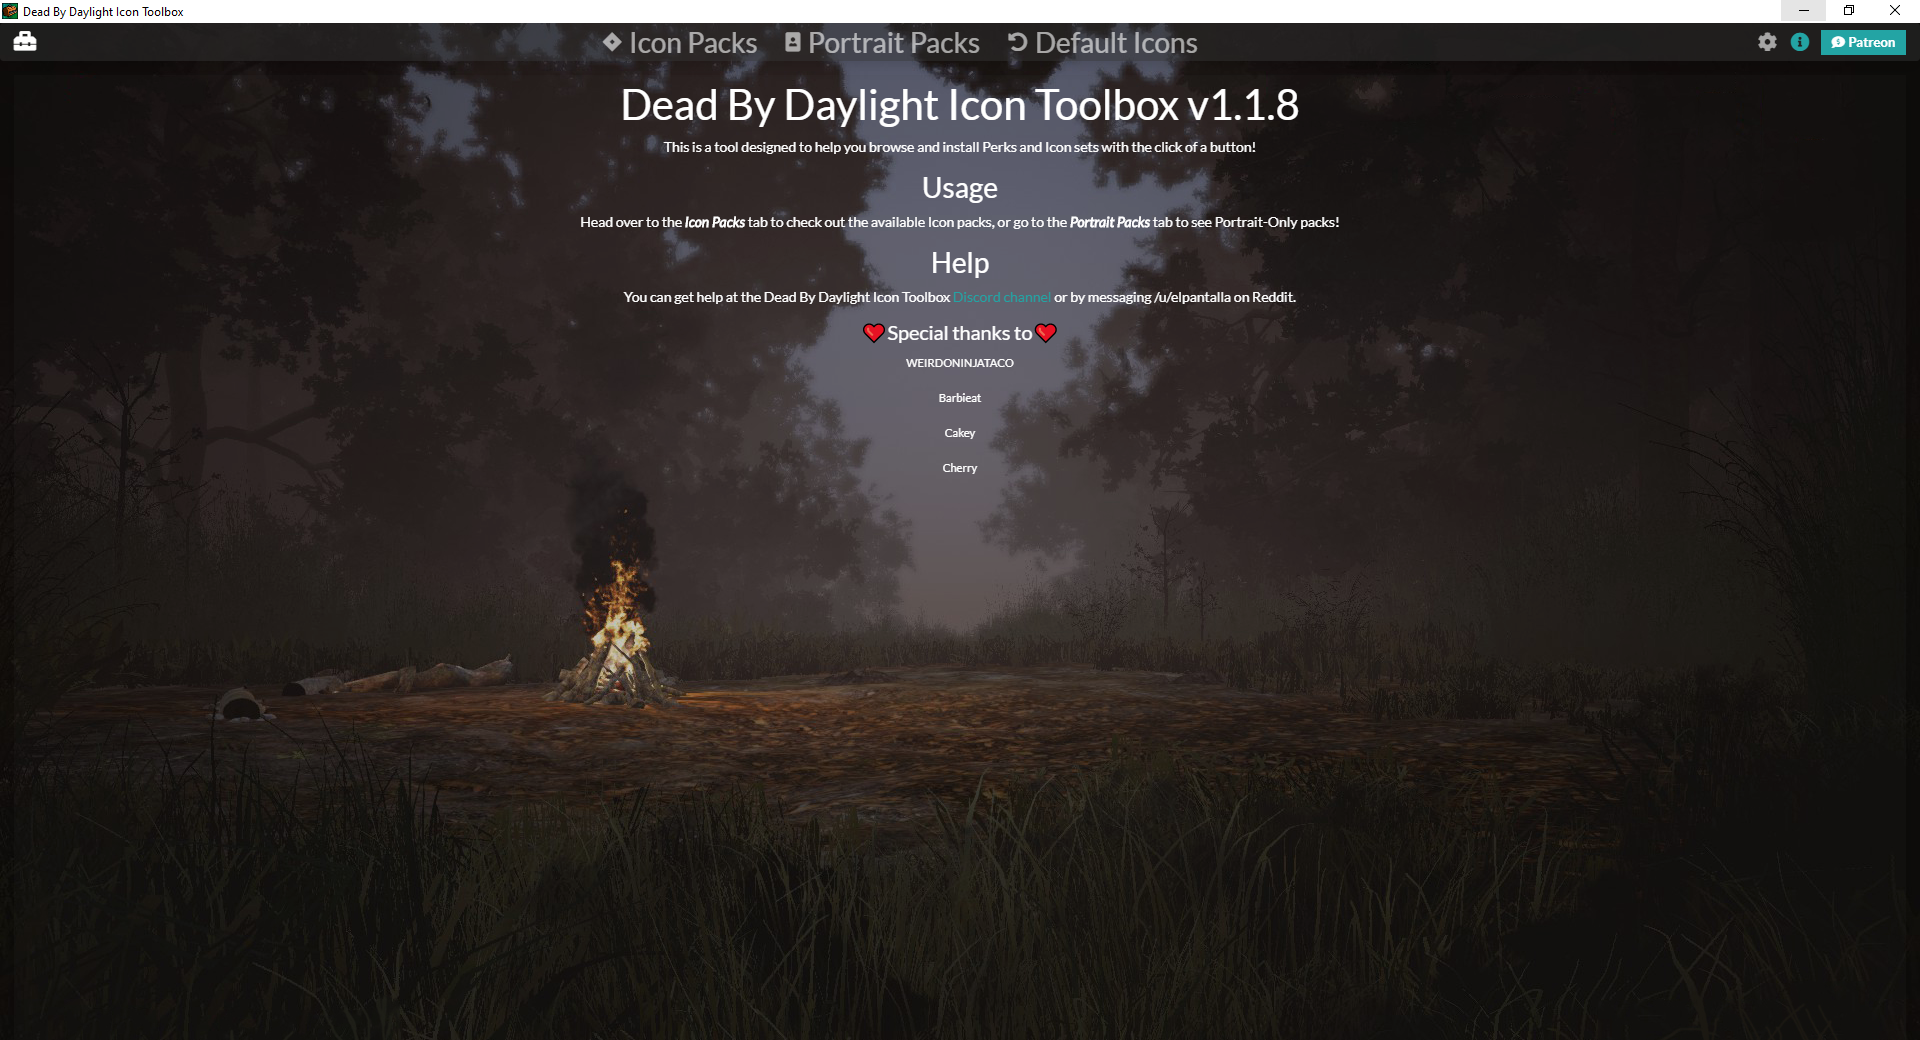 Dead By Daylight Icon Toolbox
Icon Packs Portrait Packs Default Icons Patreon
Dead By Daylight Icon Toolbox v1.1.8
This is a tool designed to help you browse and install Perks and Icon sets with the click of a button!
Usage
Head over to the Icon Packs tab to check out the available Icon packs, or go to the Portrait Packs tab to see Portrait-Only packs!
Help
You can get help at the Dead By Daylight Icon Toolbox Discord channel or by messaging /u/elpantalla on Reddit.
Special thanks to
WEIRDONINJATACO
Barbieat
Cakey
Cherry